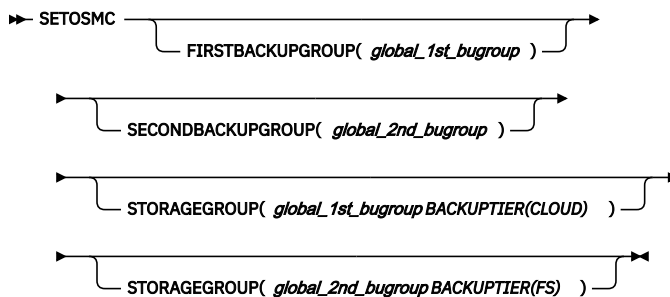 SETOSMC
FIRSTBACKUPGROUP( global_1st_bugroup )
SECONDBACKUPGROUP( global_2nd_bugroup )
STORAGEGROUP( global_1st_bugroup BACKUPTIER(CLOUD) )
STORAGEGROUP( global_2nd_bugroup BACKUPTIER(FS) )